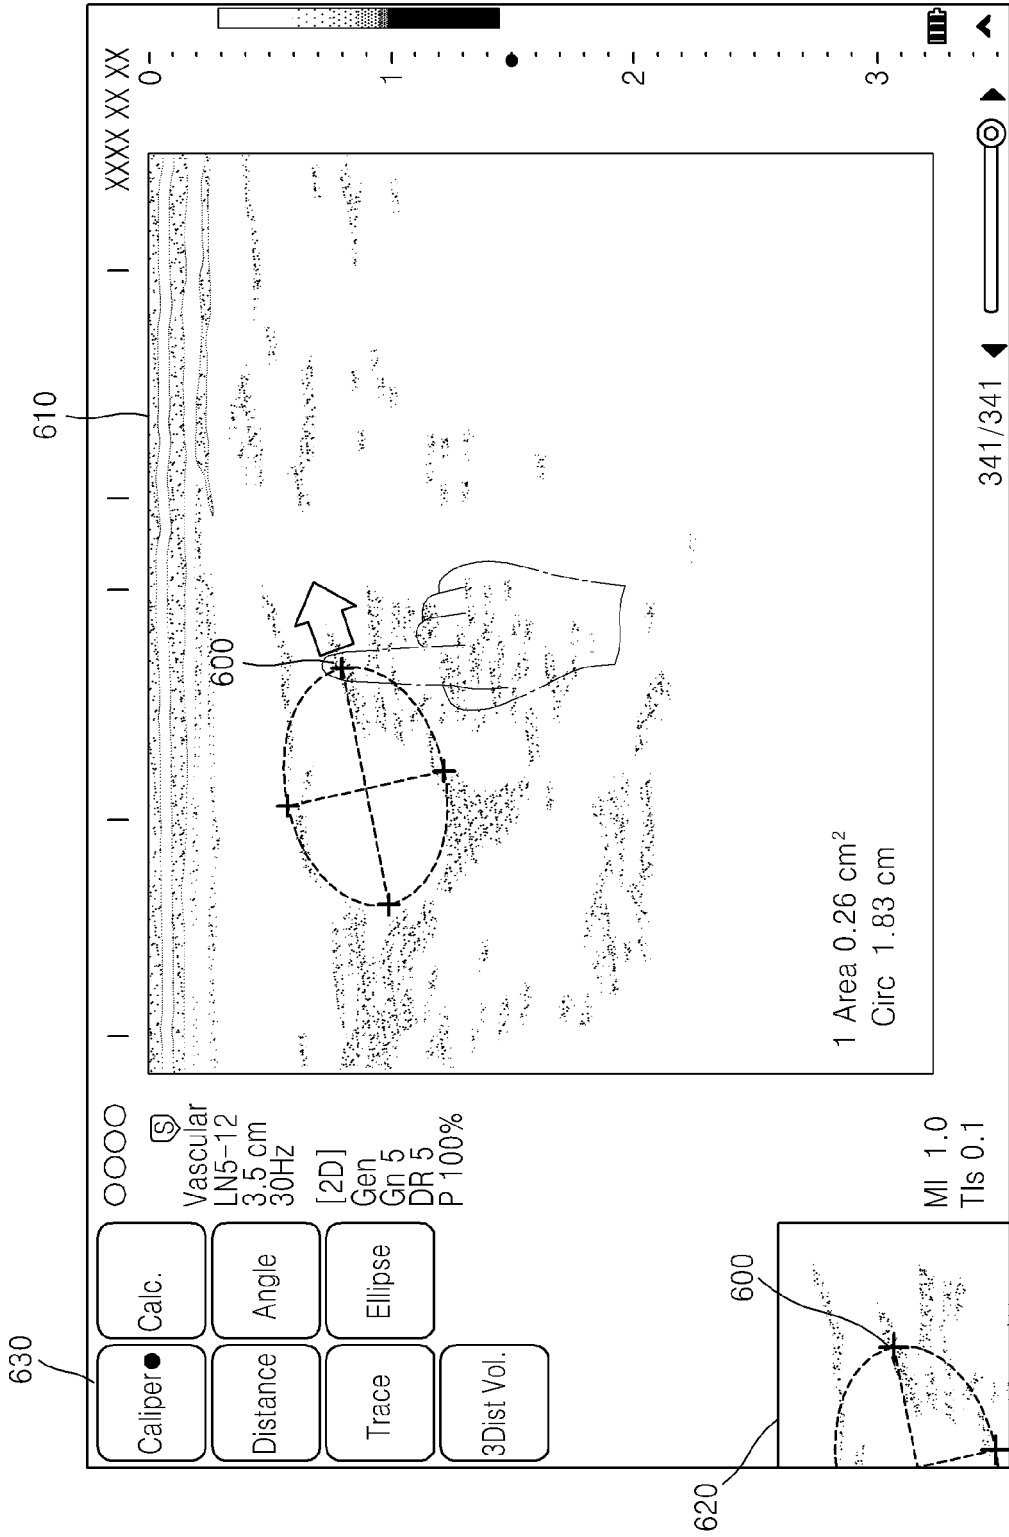 630
Caliper
Calc.
Distance
Angle
Trace
Ellipse
3Dist Vol.
620
600
OOOO
S
Vascular
LN5-12
3.5 cm
30Hz
[2D]
Gen
Gn 5
DR 5
P 100%
MI 1.0
TIs 0.1
610
XXXX XX XX
600
1 Area 0.26 cm²
Circ 1.83 cm
0
1
2
3
341/341